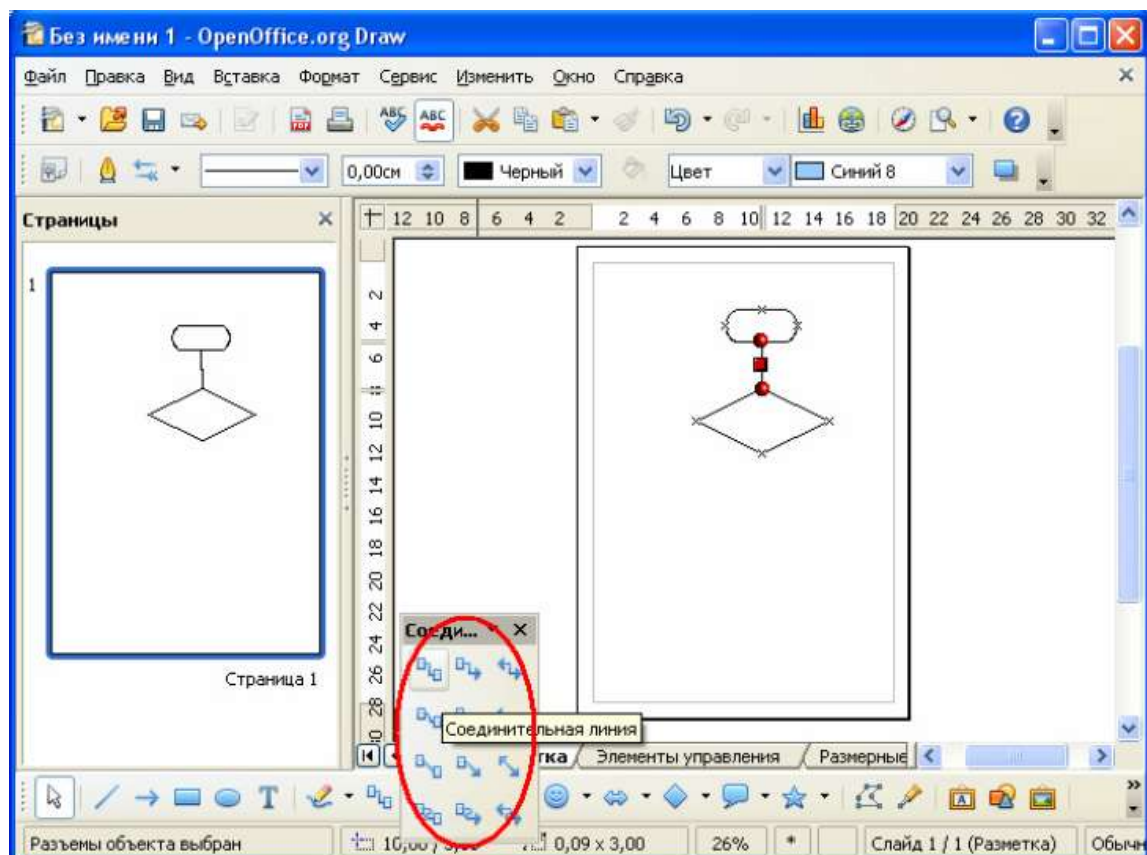 Без имени 1 - OpenOffice.org Draw
Файл Правка Вид Вставка Формат Сервис Изменить Окно Справка
PDF ABC ABC
0,00см Черный Цвет Синий 8
Страницы
12 10 8 6 4 2 2 4 6 8 10 12 14 16 18 20 22 24 26 28 30 32
1
2
4
6
8
10
12
14
16
18
20
22
24
26
28
Страница 1
Соеди...
Соединительная линия
тка Элементы управления Размерные
T A
Разъемы объекта выбран 0,09 x 3,00 26% * Слайд 1 / 1 (Разметка) Обычн